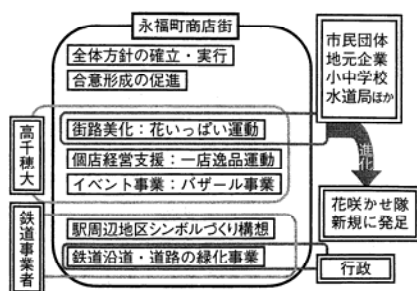 永福町商店街
全体方針の確立・実行
合意形成の促進
街路美化：花いっぱい運動
個店経営支援：一店逸品運動
イベント事業：バザール事業
駅周辺地区シンボルづくり構想
鉄道沿道・道路の緑化事業
高千穂大
鉄道事業者
市民団体
地元企業
小中学校
水道局ほか
進化
花咲かせ隊
新規に発足
行政